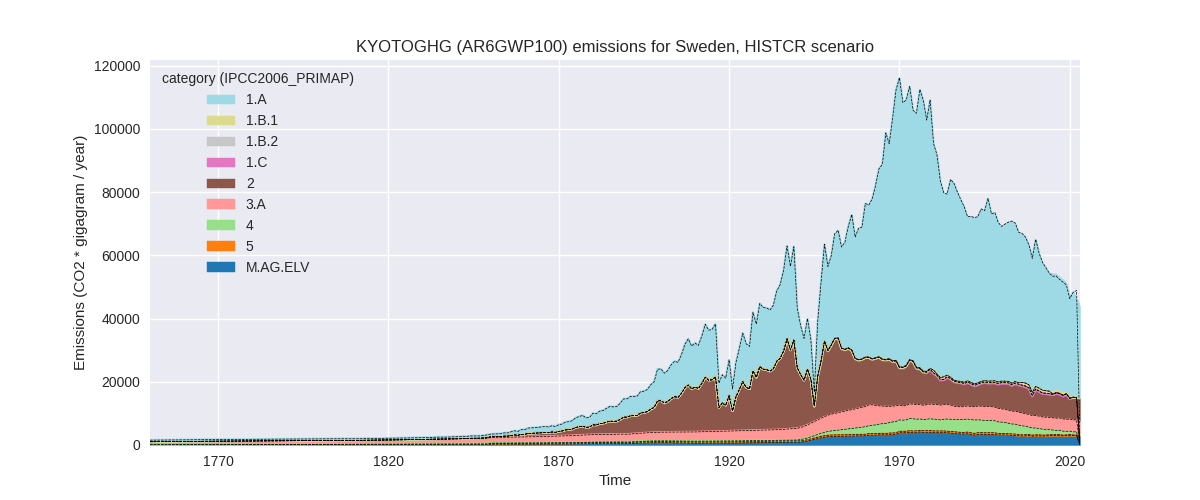 KYOTOGHG (AR6GWP100) emissions for Sweden, HISTCR scenario
120000
100000
80000
60000
40000
20000
0
Emissions (CO2 * gigagram / year)
category (IPCC2006_PRIMAP)
1.A
1.B.1
1.B.2
1.C
2
3.A
4
5
M.AG.ELV
1770
1820
1870
1920
1970
2020
Time